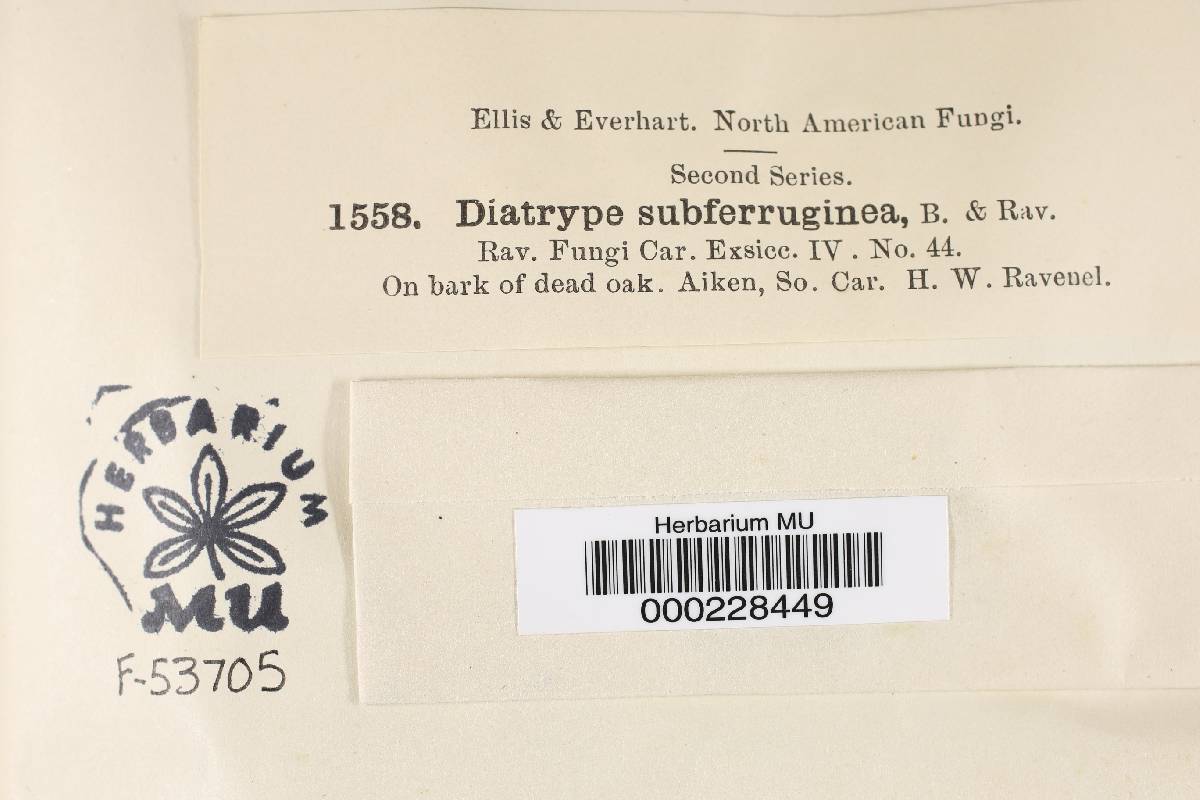 Ellis & Everhart. North American Fungi.
Second Series.
1558. Diatrype subferruginea, B. & Rav.
Rav. Fungi Car. Exsicc. IV. No. 44.
On bark of dead oak. Aiken, So. Car. H. W. Ravenel.
HERBARIUM
MU
F-53705
Herbarium MU
000228449